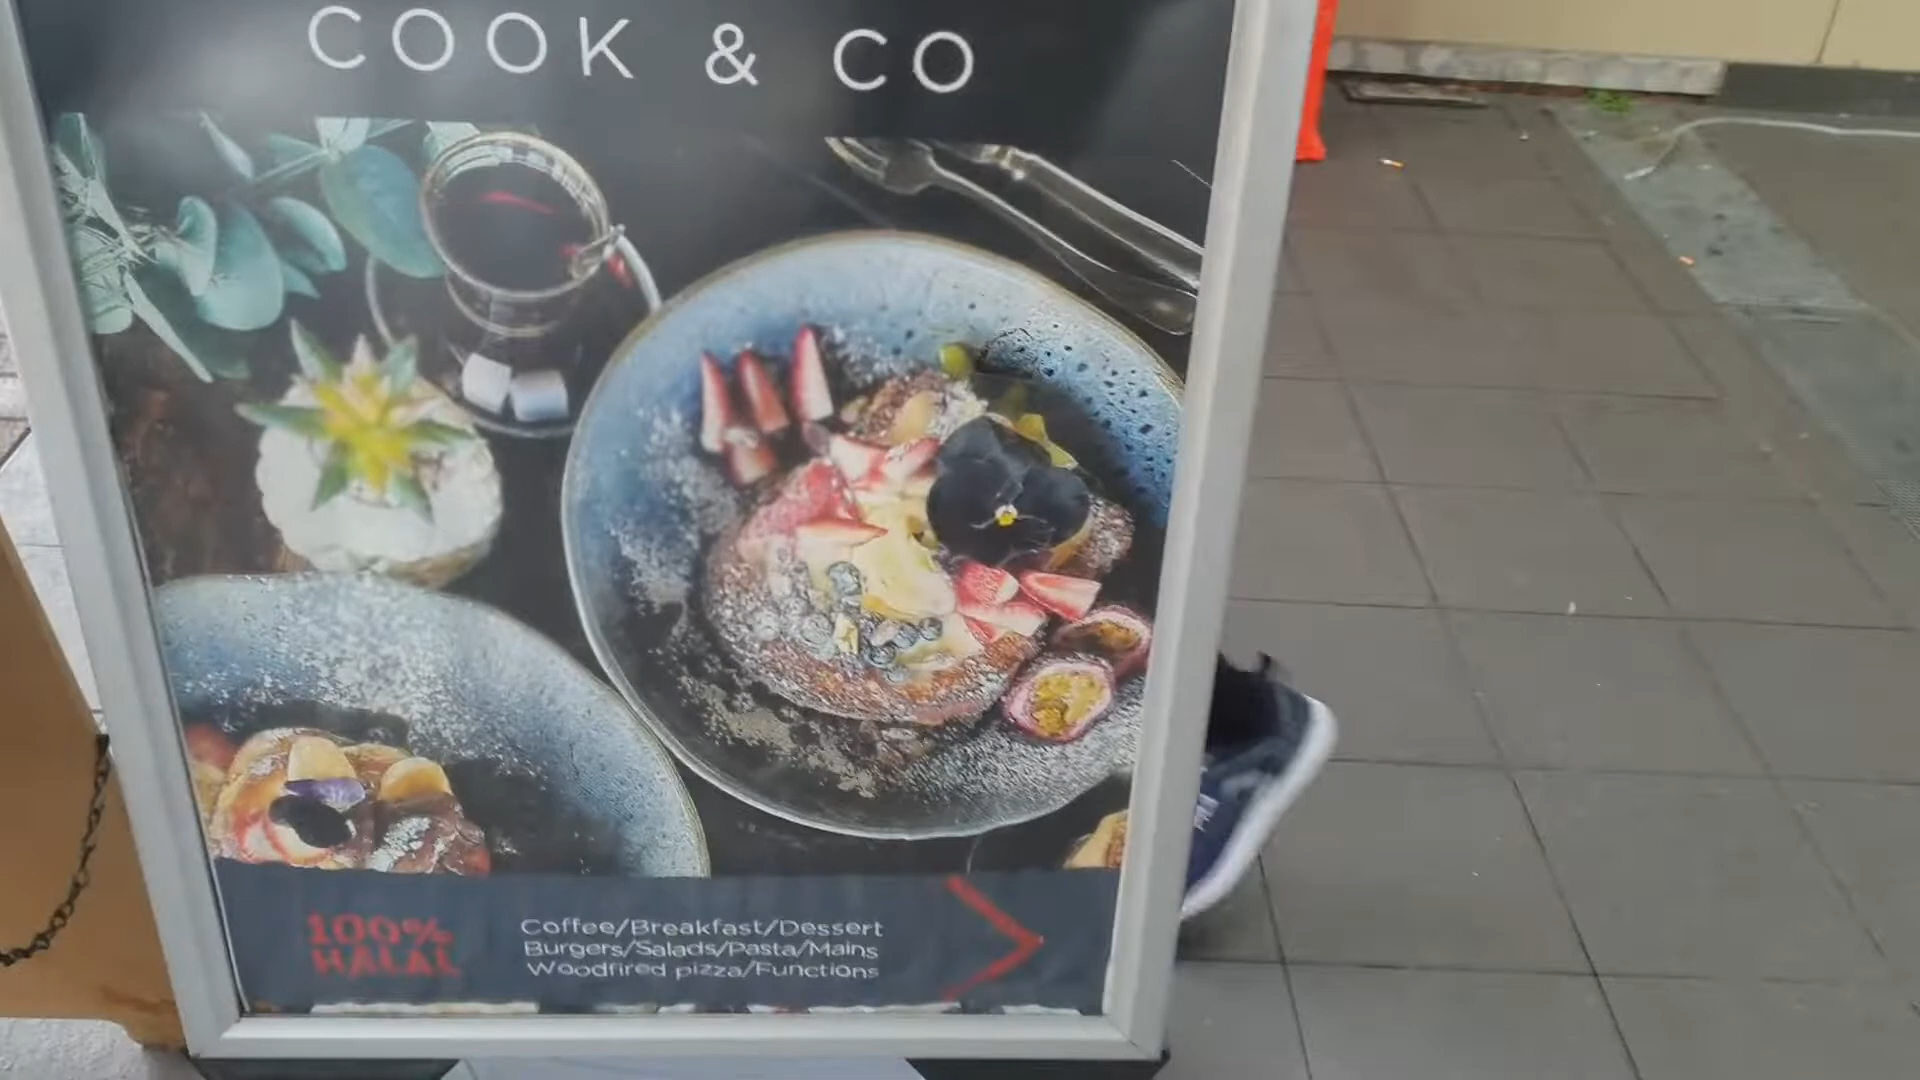 COOK & CO
100%
HALAL
Coffee/Breakfast/Dessert
Burgers/Salads/Pasta/Mains
Woodfired pizza/Functions